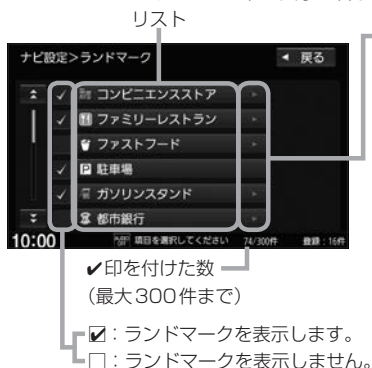 リスト
ナビ設定>ランドマーク
◀ 戻る
✓ コンビニエンスストア
✓ ファミリーレストラン
ファストフード
✓ P 駐車場
✓ ガソリンスタンド
都市銀行
10:00 項目を選択してください 74/300件 登録:16件
✔印を付けた数
(最大300件まで)
☑:ランドマークを表示します。
□:ランドマークを表示しません。